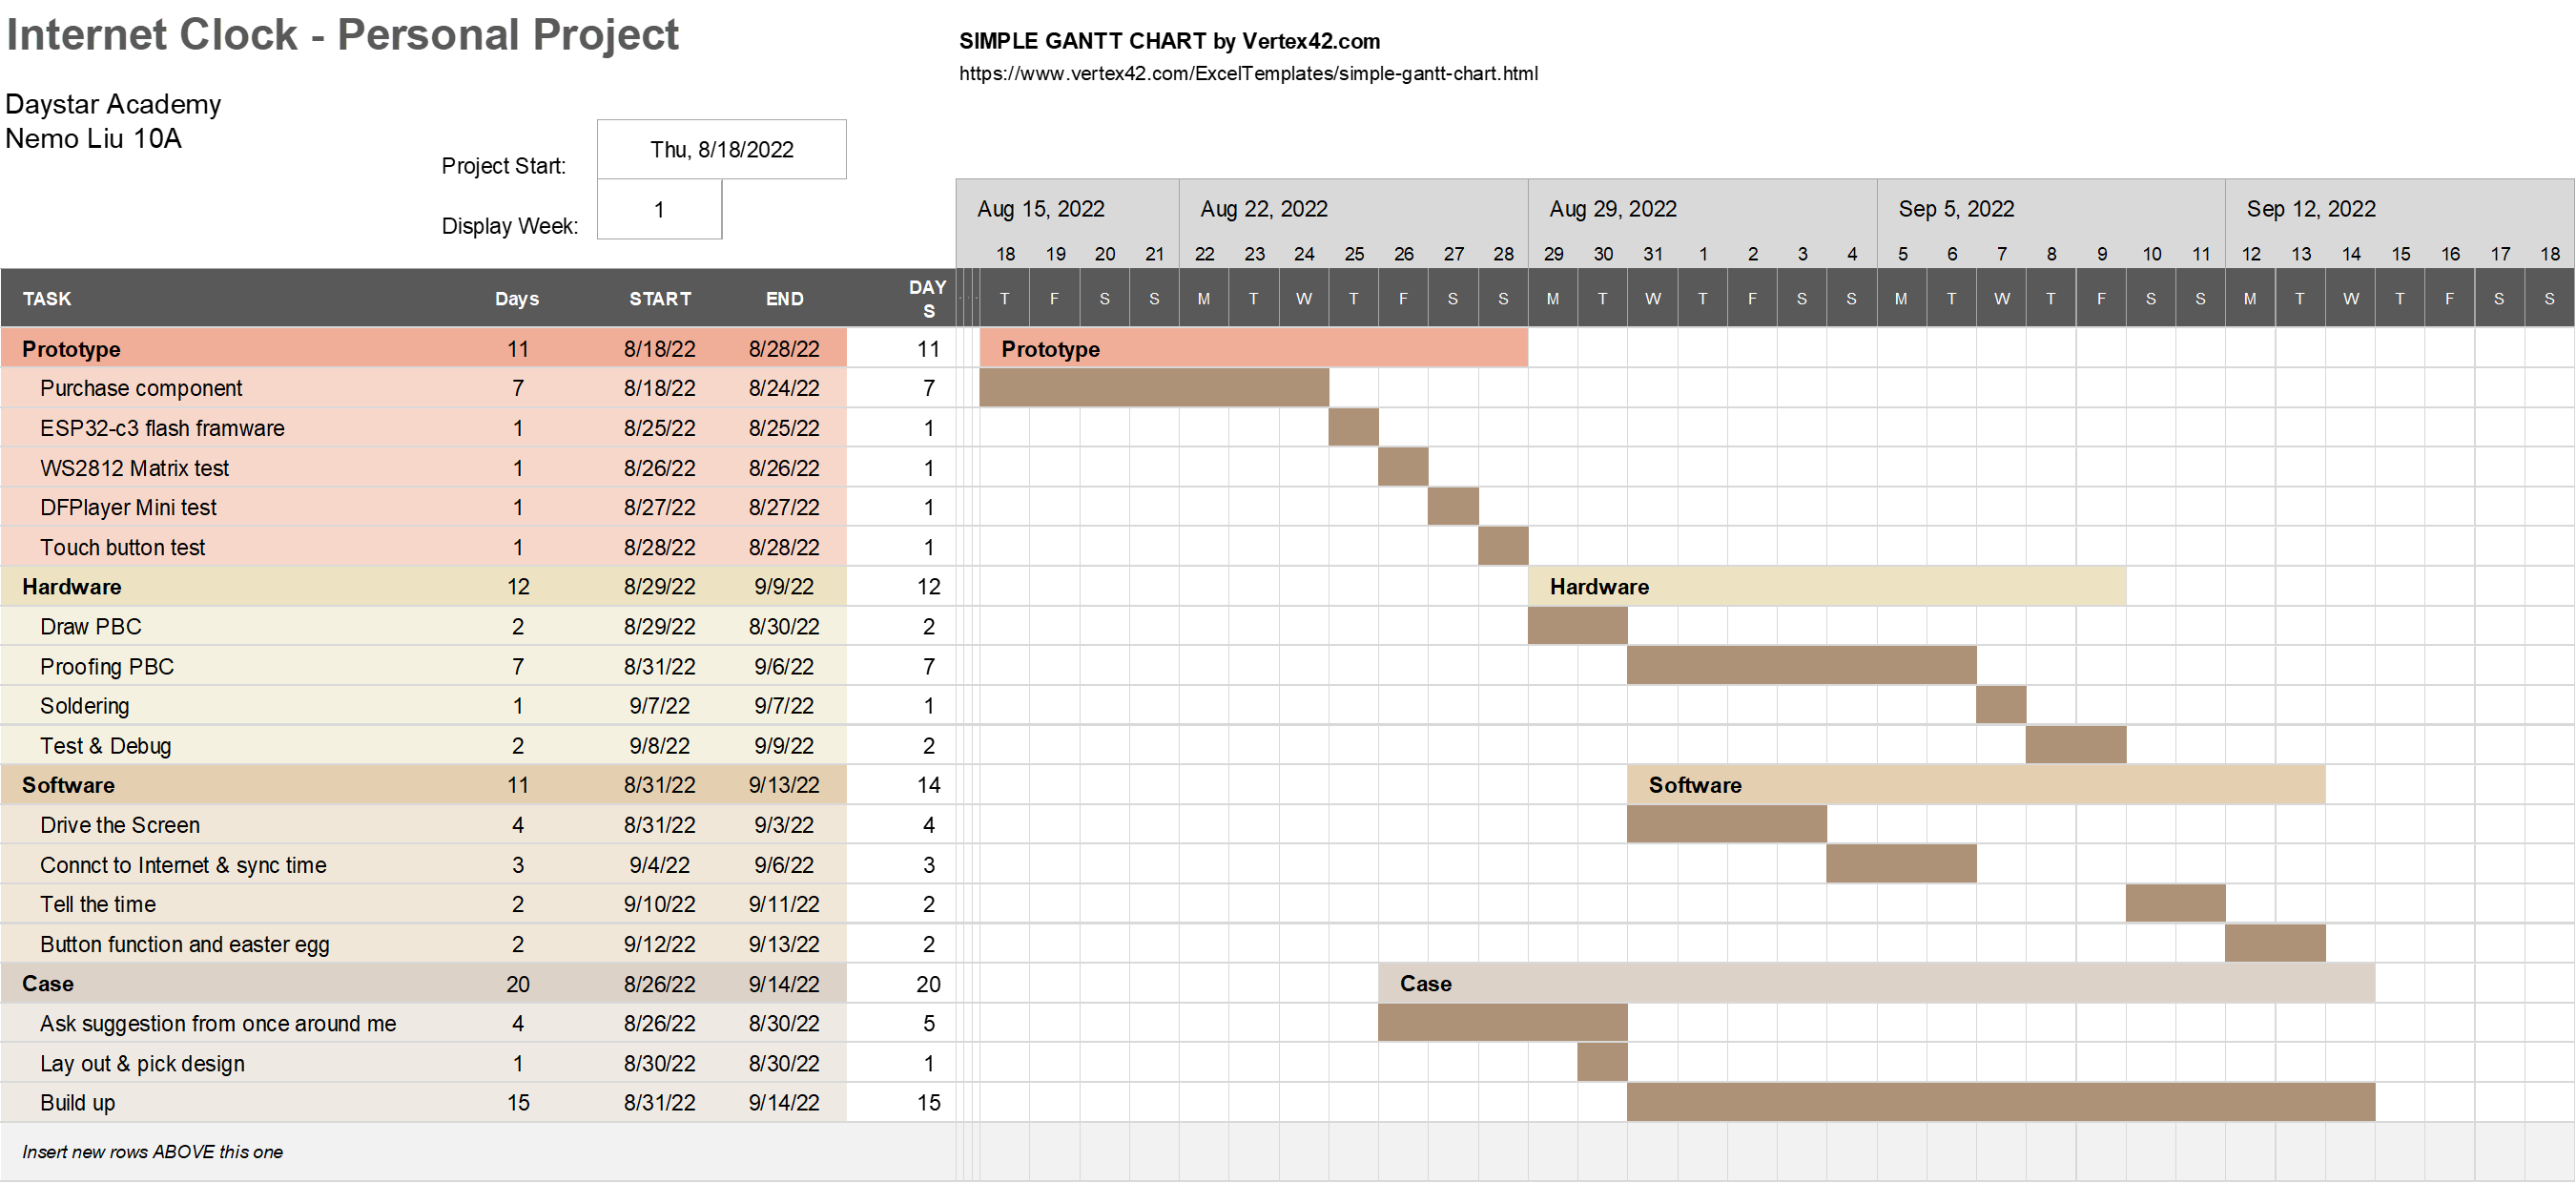 Internet Clock - Personal Project
SIMPLE GANTT CHART by Vertex42.com
https://www.vertex42.com/ExcelTemplates/simple-gantt-chart.html
Daystar Academy
Nemo Liu 10A
Project Start: Thu, 8/18/2022
Display Week: 1
Aug 15, 2022 Aug 22, 2022 Aug 29, 2022 Sep 5, 2022 Sep 12, 2022
18 19 20 21 22 23 24 25 26 27 28 29 30 31 1 2 3 4 5 6 7 8 9 10 11 12 13 14 15 16 17 18
TASK Days START END DAYS T F S S M T W T F S S M T W T F S S M T W T F S S M T W T F S S
Prototype 11 8/18/22 8/28/22 11 Prototype
Purchase component 7 8/18/22 8/24/22 7
ESP32-c3 flash framware 1 8/25/22 8/25/22 1
WS2812 Matrix test 1 8/26/22 8/26/22 1
DFPlayer Mini test 1 8/27/22 8/27/22 1
Touch button test 1 8/28/22 8/28/22 1
Hardware 12 8/29/22 9/9/22 12 Hardware
Draw PBC 2 8/29/22 8/30/22 2
Proofing PBC 7 8/31/22 9/6/22 7
Soldering 1 9/7/22 9/7/22 1
Test & Debug 2 9/8/22 9/9/22 2
Software 11 8/31/22 9/13/22 14 Software
Drive the Screen 4 8/31/22 9/3/22 4
Connct to Internet & sync time 3 9/4/22 9/6/22 3
Tell the time 2 9/10/22 9/11/22 2
Button function and easter egg 2 9/12/22 9/13/22 2
Case 20 8/26/22 9/14/22 20 Case
Ask suggestion from once around me 4 8/26/22 8/30/22 5
Lay out & pick design 1 8/30/22 8/30/22 1
Build up 15 8/31/22 9/14/22 15
Insert new rows ABOVE this one